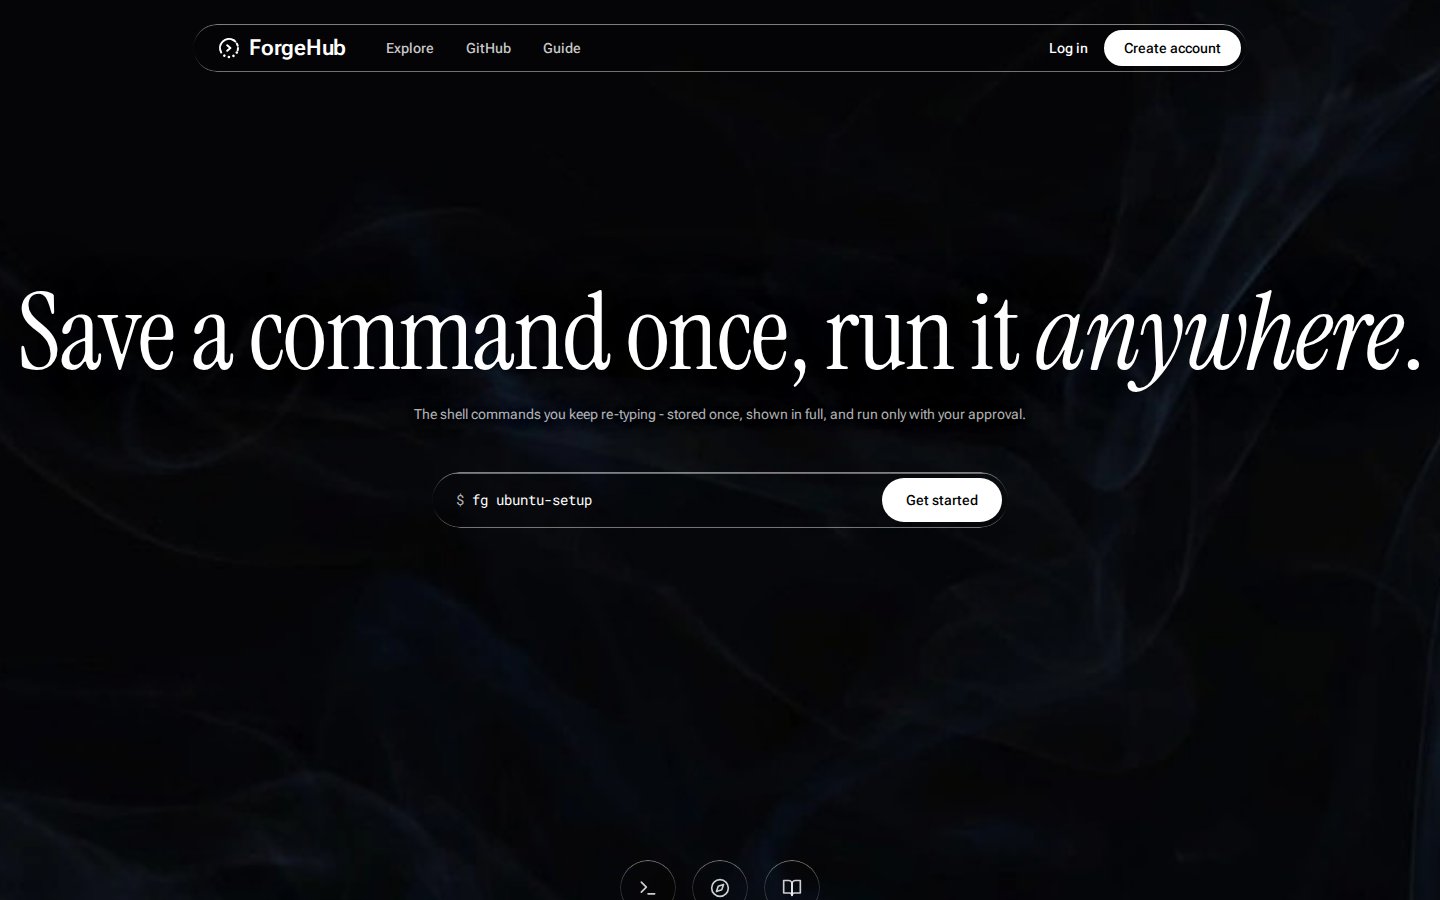 ForgeHub Explore GitHub Guide Log in Create account
Save a command once, run it anywhere.
The shell commands you keep re-typing - stored once, shown in full, and run only with your approval.
$ fg ubuntu-setup Get started